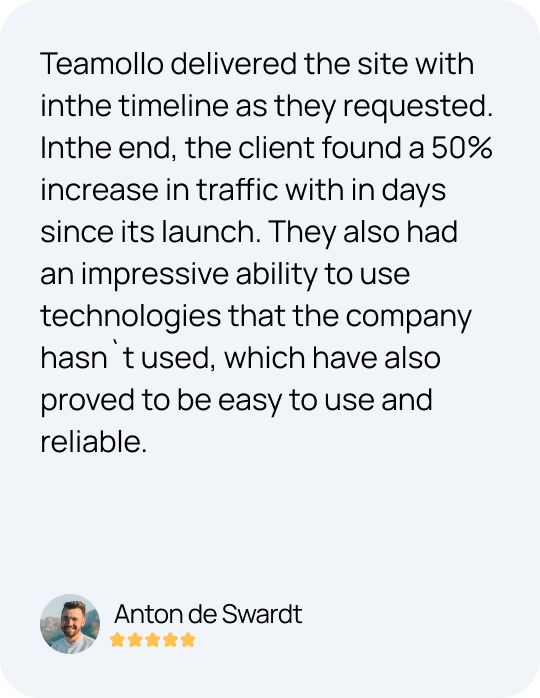 Teamollo delivered the site with
inthe timeline as they requested.
Inthe end, the client found a 50%
increase in traffic with in days
since its launch. They also had
an impressive ability to use
technologies that the company
hasn`t used, which have also
proved to be easy to use and
reliable.
Anton de Swardt